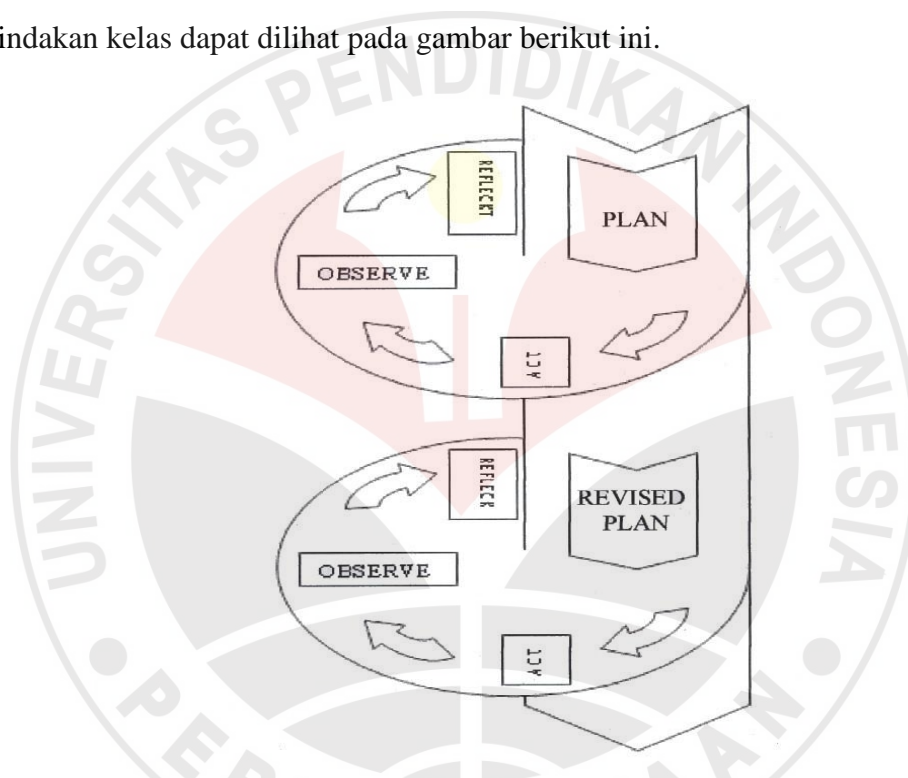 indakan kelas dapat dilihat pada gambar berikut ini.
UNIVERSITAS PENDIDIKAN INDONESIA
REFLECKT
PLAN
OBSERVE
ACT
REFLECK
REVISED
PLAN
OBSERVE
ACT